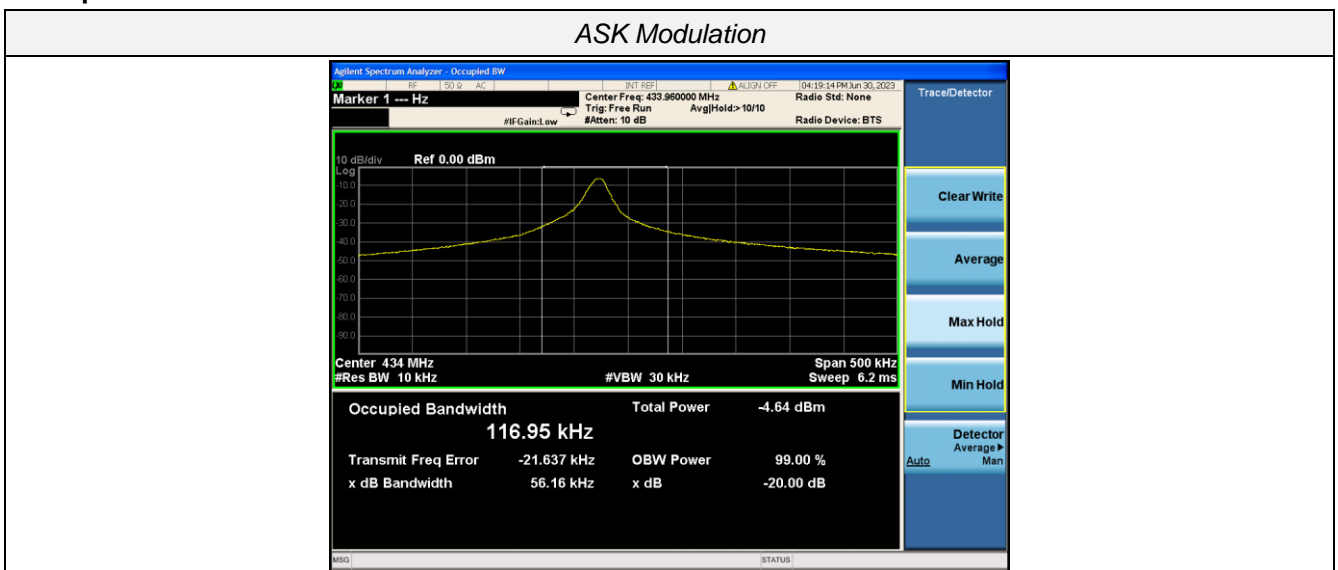 ASK Modulation
Agilent Spectrum Analyzer - Occupied BW
RF 50 Ω AC INT REF ALIGN OFF 04:19:14 PM Jun 30, 2023
Marker 1 --- Hz
Center Freq: 433.960000 MHz Radio Std: None
Trig: Free Run Avg|Hold:> 10/10
#IFGain:Low #Atten: 10 dB Radio Device: BTS
Trace/Detector
10 dB/div Ref 0.00 dBm
Log
-10.0
-20.0
-30.0
-40.0
-50.0
-60.0
-70.0
-80.0
-90.0
Center 434 MHz Span 500 kHz
#Res BW 10 kHz #VBW 30 kHz Sweep 6.2 ms
Occupied Bandwidth Total Power -4.64 dBm
116.95 kHz
Transmit Freq Error -21.637 kHz OBW Power 99.00 %
x dB Bandwidth 56.16 kHz x dB -20.00 dB
Clear Write
Average
Max Hold
Min Hold
Detector
Average
Auto Man
MSG STATUS